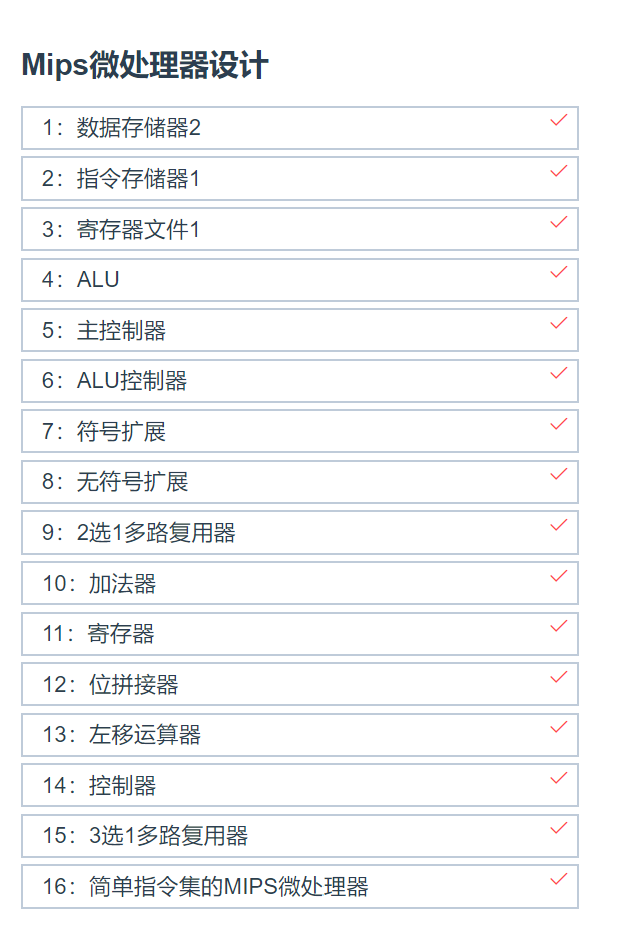 Mips微处理器设计
1：数据存储器2
2：指令存储器1
3：寄存器文件1
4：ALU
5：主控制器
6：ALU控制器
7：符号扩展
8：无符号扩展
9：2选1多路复用器
10：加法器
11：寄存器
12：位拼接器
13：左移运算器
14：控制器
15：3选1多路复用器
16：简单指令集的MIPS微处理器